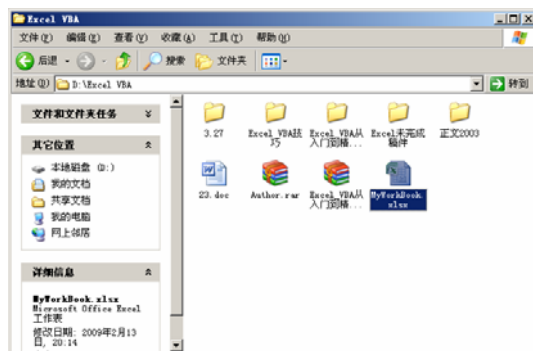 Excel VBA
文件(F) 编辑(E) 查看(V) 收藏(A) 工具(T) 帮助(H)
后退 搜索 文件夹
地址(D) D:\Excel VBA 转到
文件和文件夹任务
其它位置
本地磁盘 (D:)
我的文档
共享文档
我的电脑
网上邻居
详细信息
MyWorkBook.xlsx
Microsoft Office Excel
工作表
修改日期: 2009年2月13
日, 20:14
3.27 Excel_VBA技巧 Excel_VBA从入门到精... Excel未完成稿件 正文2003
23.doc Author.rar Excel_VBA从入门到精... MyWorkBook.xlsx